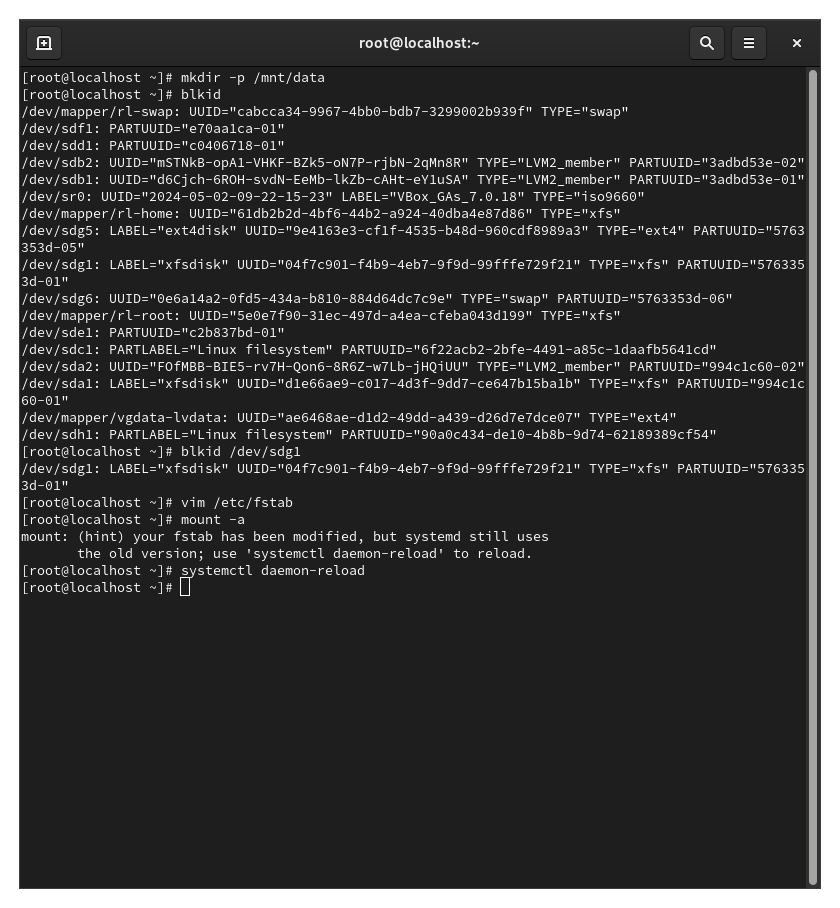 root@localhost:~
[root@localhost ~]# mkdir -p /mnt/data
[root@localhost ~]# blkid
/dev/mapper/rl-swap: UUID="cabcca34-9967-4bb0-bdb7-3299002b939f" TYPE="swap"
/dev/sdf1: PARTUUID="e70aa1ca-01"
/dev/sdd1: PARTUUID="c0406718-01"
/dev/sdb2: UUID="mSTNkB-opA1-VHKF-BZk5-oN7P-rjbN-2qMn8R" TYPE="LVM2_member" PARTUUID="3adbd53e-02"
/dev/sdb1: UUID="d6Cjch-6ROH-svdN-EeMb-lkZb-cAHt-eY1uSA" TYPE="LVM2_member" PARTUUID="3adbd53e-01"
/dev/sr0: UUID="2024-05-02-09-22-15-23" LABEL="VBox_GAs_7.0.18" TYPE="iso9660"
/dev/mapper/rl-home: UUID="61db2b2d-4bf6-44b2-a924-40dba4e87d86" TYPE="xfs"
/dev/sdg5: LABEL="ext4disk" UUID="9e4163e3-cf1f-4535-b48d-960cdf8989a3" TYPE="ext4" PARTUUID="5763
353d-05"
/dev/sdg1: LABEL="xfsdisk" UUID="04f7c901-f4b9-4eb7-9f9d-99fffe729f21" TYPE="xfs" PARTUUID="576335
3d-01"
/dev/sdg6: UUID="0e6a14a2-0fd5-434a-b810-884d64dc7c9e" TYPE="swap" PARTUUID="5763353d-06"
/dev/mapper/rl-root: UUID="5e0e7f90-31ec-497d-a4ea-cfeba043d199" TYPE="xfs"
/dev/sde1: PARTUUID="c2b837bd-01"
/dev/sdc1: PARTLABEL="Linux filesystem" PARTUUID="6f22acb2-2bfe-4491-a85c-1daafb5641cd"
/dev/sda2: UUID="FOfMBB-BIE5-rv7H-Qon6-8R6Z-w7Lb-jHQiUU" TYPE="LVM2_member" PARTUUID="994c1c60-02"
/dev/sda1: LABEL="xfsdisk" UUID="d1e66ae9-c017-4d3f-9dd7-ce647b15ba1b" TYPE="xfs" PARTUUID="994c1c
60-01"
/dev/mapper/vgdata-lvdata: UUID="ae6468ae-d1d2-49dd-a439-d26d7e7dce07" TYPE="ext4"
/dev/sdh1: PARTLABEL="Linux filesystem" PARTUUID="90a0c434-de10-4b8b-9d74-62189389cf54"
[root@localhost ~]# blkid /dev/sdg1
/dev/sdg1: LABEL="xfsdisk" UUID="04f7c901-f4b9-4eb7-9f9d-99fffe729f21" TYPE="xfs" PARTUUID="576335
3d-01"
[root@localhost ~]# vim /etc/fstab
[root@localhost ~]# mount -a
mount: (hint) your fstab has been modified, but systemd still uses
       the old version; use 'systemctl daemon-reload' to reload.
[root@localhost ~]# systemctl daemon-reload
[root@localhost ~]#